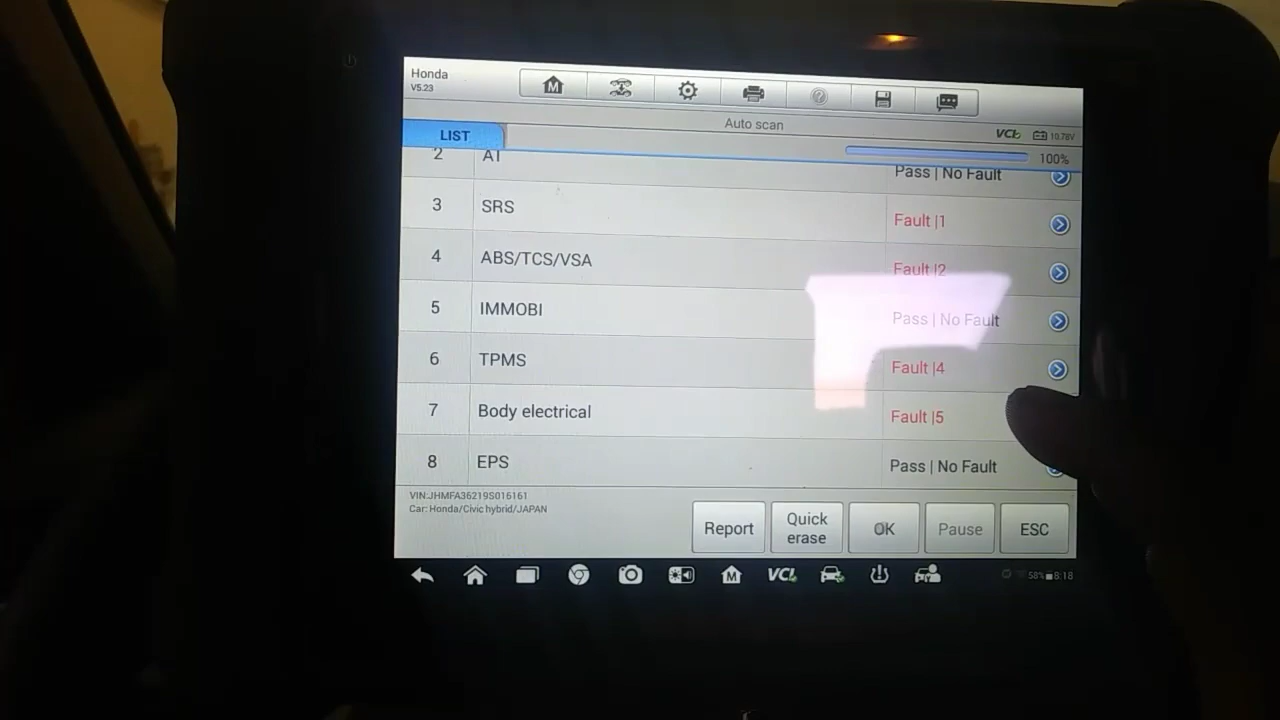 Honda
V5.23
M
Auto scan
VCI 10.78V
LIST
100%
2 AT Pass | No Fault
3 SRS Fault |1
4 ABS/TCS/VSA Fault |2
5 IMMOBI Pass | No Fault
6 TPMS Fault |4
7 Body electrical Fault |5
8 EPS Pass | No Fault
VIN:JHMFA36219S016161
Car: Honda/Civic hybrid/JAPAN
Report
Quick
erase
OK
Pause
ESC
M VCI 58% 8:18